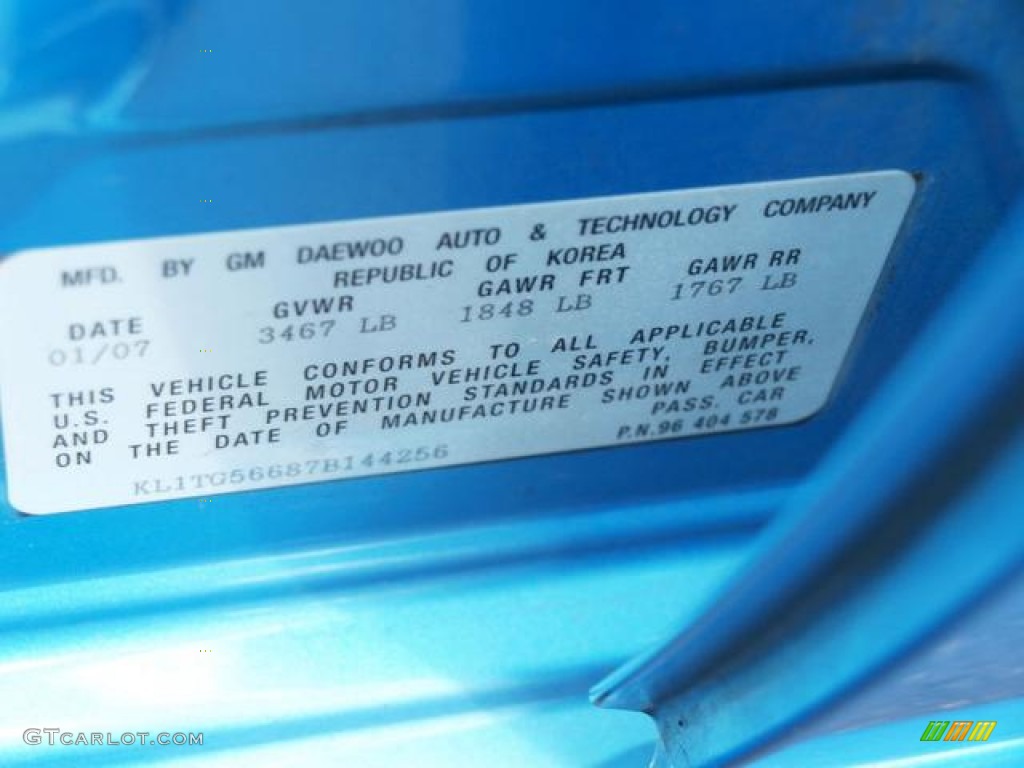 MFD. BY GM DAEWOO AUTO & TECHNOLOGY COMPANY
REPUBLIC OF KOREA
DATE GVWR GAWR FRT GAWR RR
01/07 3467 LB 1848 LB 1767 LB
THIS VEHICLE CONFORMS TO ALL APPLICABLE
U.S. FEDERAL MOTOR VEHICLE SAFETY, BUMPER,
AND THEFT PREVENTION STANDARDS IN EFFECT
ON THE DATE OF MANUFACTURE SHOWN ABOVE
PASS. CAR
KL1TG56687B144256 P.N.96 404 578
GTCARLOT.COM